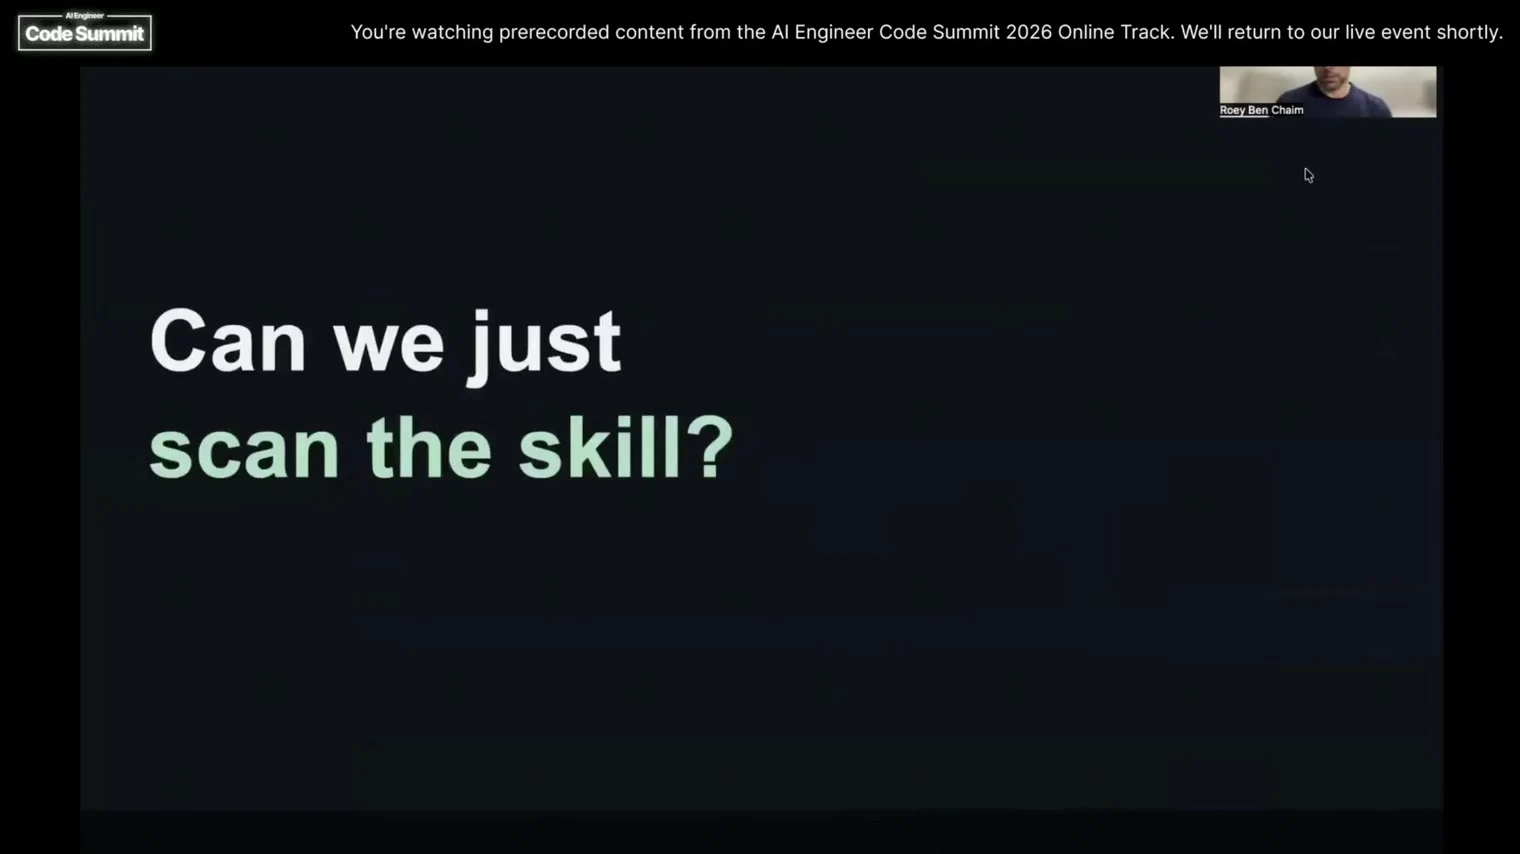 AI Engineer
Code Summit
You're watching prerecorded content from the AI Engineer Code Summit 2026 Online Track. We'll return to our live event shortly.
Roey Ben Chaim
Can we just
scan the skill?